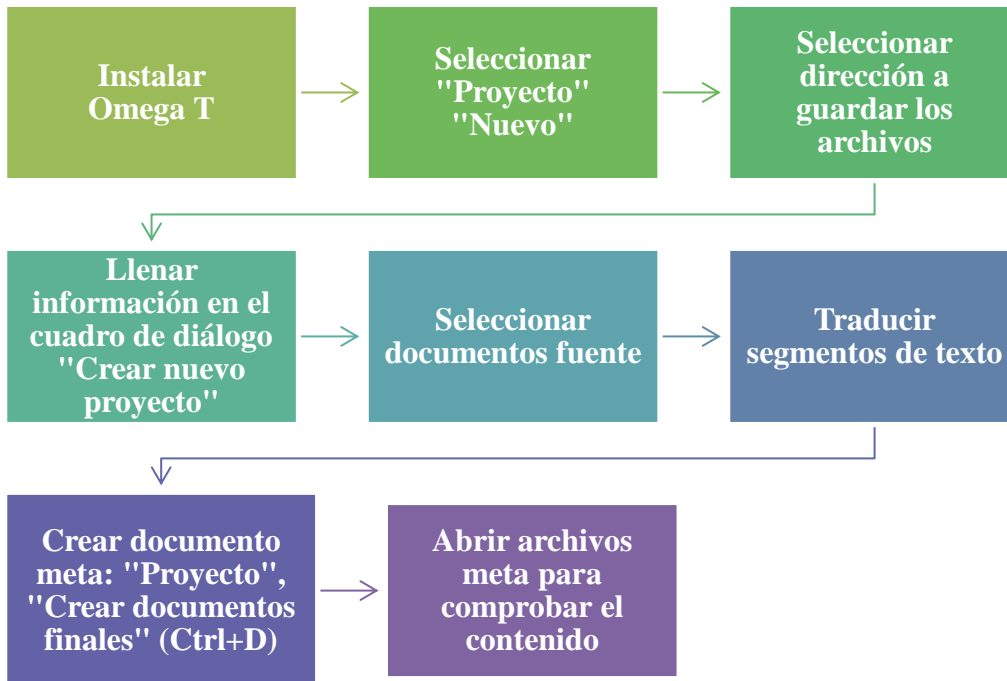 Instalar
Omega T
Seleccionar
"Proyecto"
"Nuevo"
Seleccionar
dirección a
guardar los
archivos
Llenar
información en el
cuadro de diálogo
"Crear nuevo
proyecto"
Seleccionar
documentos fuente
Traducir
segmentos de texto
Crear documento
meta: "Proyecto",
"Crear documentos
finales" (Ctrl+D)
Abrir archivos
meta para
comprobar el
contenido